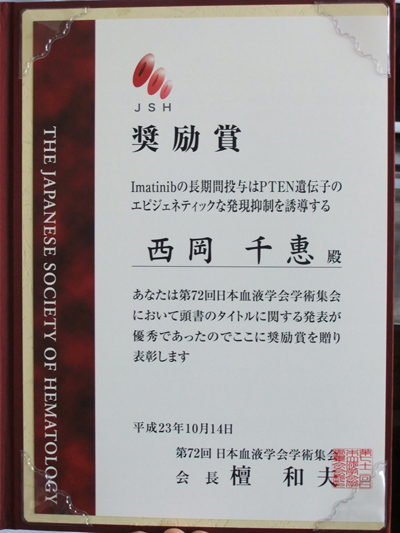 THE JAPANESE SOCIETY OF HEMATOLOGY
JSH
奨励賞
Imatinibの長期間投与はPTEN遺伝子の
エピジェネティックな発現抑制を誘導する
西岡 千恵 殿
あなたは第72回日本血液学会学術集会
において頭書のタイトルに関する発表が
優秀であったのでここに奨励賞を贈り
表彰します
平成23年10月14日
第72回 日本血液学会学術集会
会 長 檀 和夫